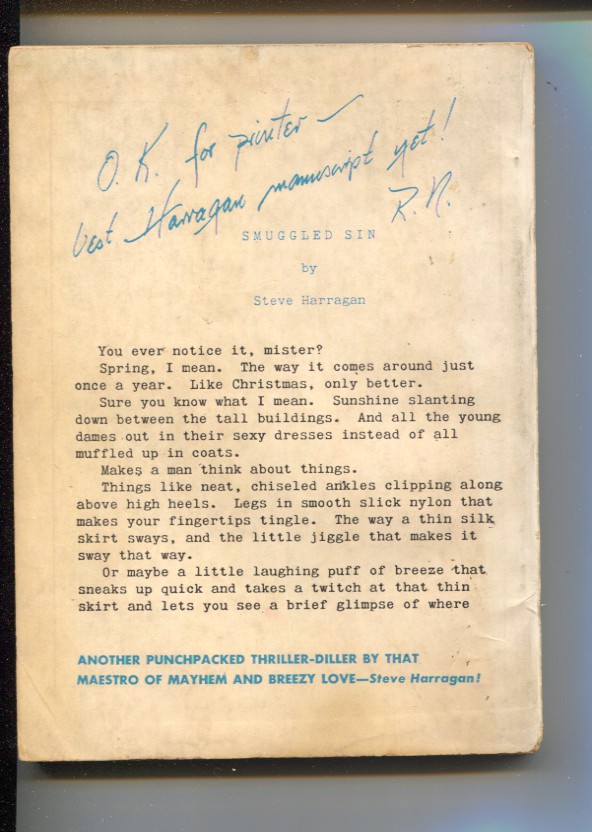 O.K. for printer —
best Harragan manuscript yet!
R.N.
SMUGGLED SIN
by
Steve Harragan
You ever notice it, mister?
Spring, I mean. The way it comes around just
once a year. Like Christmas, only better.
Sure you know what I mean. Sunshine slanting
down between the tall buildings. And all the young
dames out in their sexy dresses instead of all
muffled up in coats.
Makes a man think about things.
Things like neat, chiseled ankles clipping along
above high heels. Legs in smooth slick nylon that
makes your fingertips tingle. The way a thin silk
skirt sways, and the little jiggle that makes it
sway that way.
Or maybe a little laughing puff of breeze that
sneaks up quick and takes a twitch at that thin
skirt and lets you see a brief glimpse of where
ANOTHER PUNCHPACKED THRILLER-DILLER BY THAT
MAESTRO OF MAYHEM AND BREEZY LOVE—Steve Harragan!